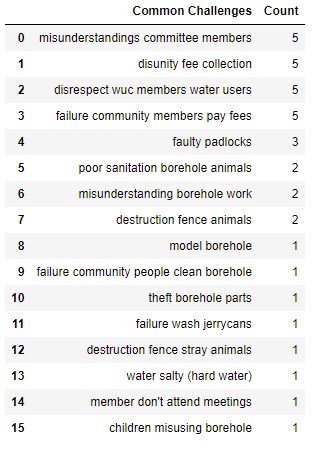 Common Challenges Count
0 misunderstandings committee members 5
1 disunity fee collection 5
2 disrespect wuc members water users 5
3 failure community members pay fees 5
4 faulty padlocks 3
5 poor sanitation borehole animals 2
6 misunderstanding borehole work 2
7 destruction fence animals 2
8 model borehole 1
9 failure community people clean borehole 1
10 theft borehole parts 1
11 failure wash jerrycans 1
12 destruction fence stray animals 1
13 water salty (hard water) 1
14 member don't attend meetings 1
15 children misusing borehole 1